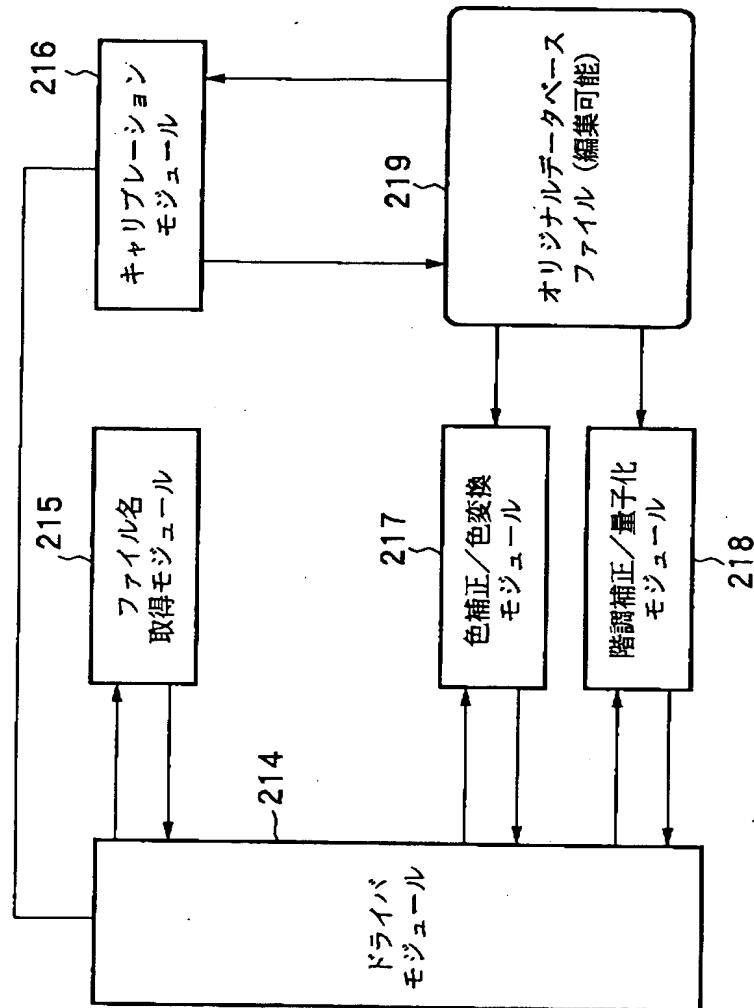 216
キャリブレーション
モジュール
219
オリジナルデータベース
ファイル (編集可能)
215
ファイル名
取得モジュール
217
色補正/色変換
モジュール
階調補正/量子化
モジュール
218
214
ドライバ
モジュール